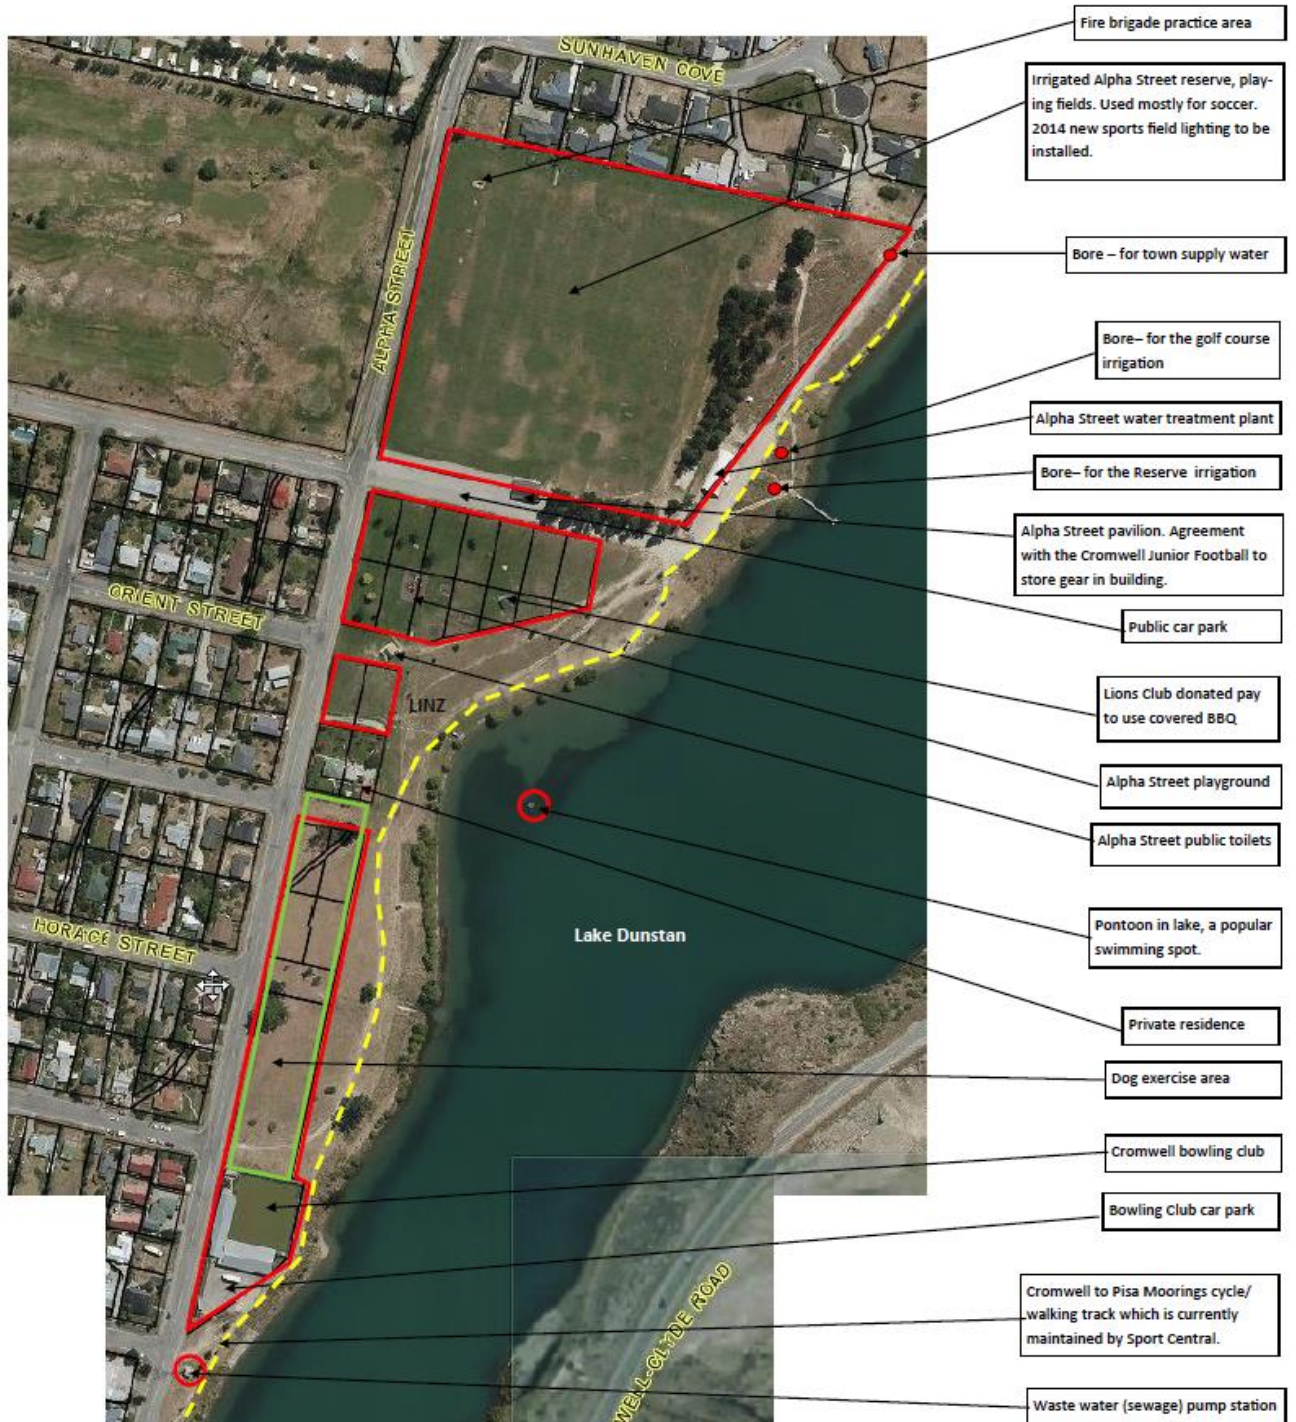 Fire brigade practice area
SUNHAVEN COVE
Irrigated Alpha Street reserve, play-
ing fields. Used mostly for soccer.
2014 new sports field lighting to be
installed.
Bore – for town supply water
ALPHA STREET
Bore– for the golf course
irrigation
Alpha Street water treatment plant
Bore– for the Reserve irrigation
Alpha Street pavilion. Agreement
with the Cromwell Junior Football to
store gear in building.
ORIENT STREET
Public car park
LINZ
Lions Club donated pay
to use covered BBQ
Alpha Street playground
Alpha Street public toilets
HORACE STREET
Lake Dunstan
Pontoon in lake, a popular
swimming spot.
Private residence
Dog exercise area
Cromwell bowling club
Bowling Club car park
Cromwell to Pisa Moorings cycle/
walking track which is currently
maintained by Sport Central.
WELL-CLYDE ROAD
Waste water (sewage) pump station